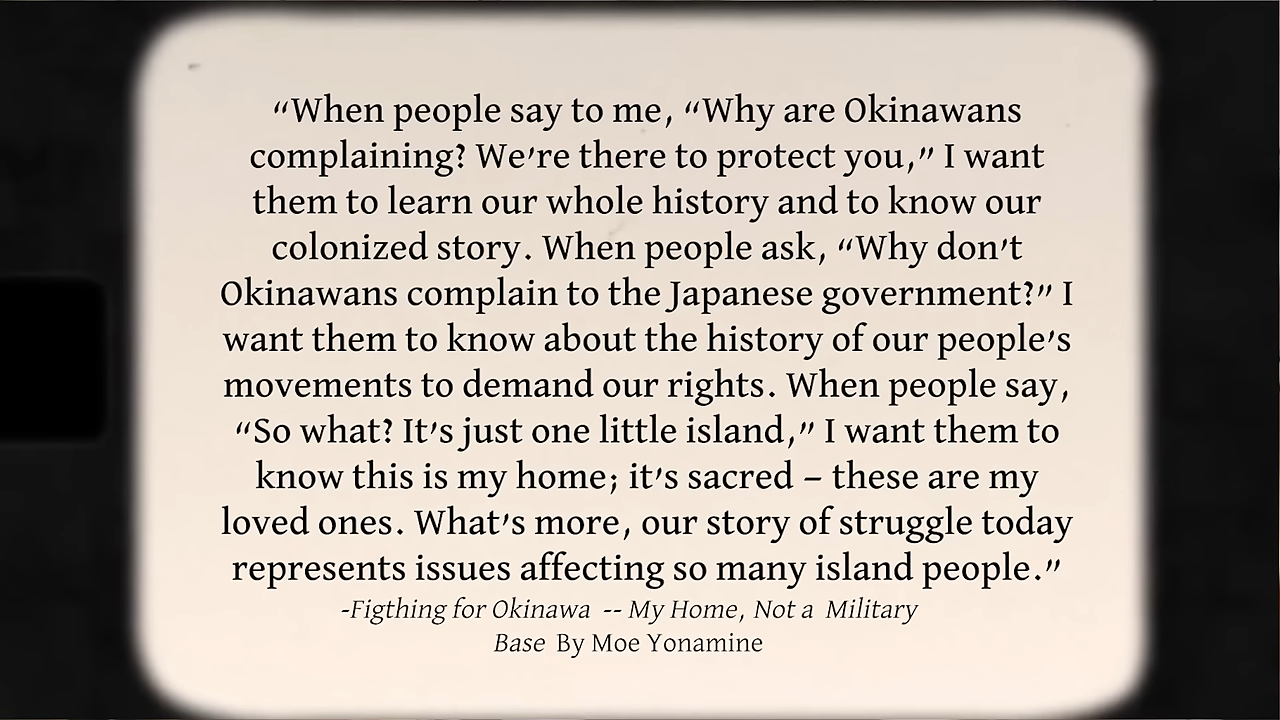 “When people say to me, “Why are Okinawans
complaining? We’re there to protect you,” I want
them to learn our whole history and to know our
colonized story. When people ask, “Why don’t
Okinawans complain to the Japanese government?” I
want them to know about the history of our people’s
movements to demand our rights. When people say,
“So what? It’s just one little island,” I want them to
know this is my home; it’s sacred – these are my
loved ones. What’s more, our story of struggle today
represents issues affecting so many island people.”
-Figthing for Okinawa -- My Home, Not a Military
Base By Moe Yonamine